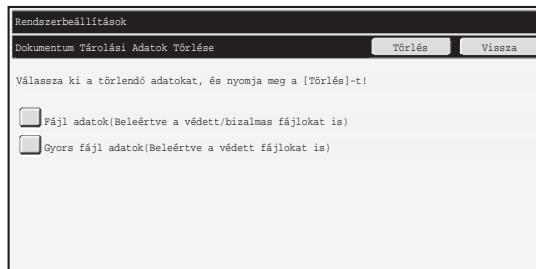 Rendszerbeállítások
Dokumentum Tárolási Adatok Törlése Törlés Vissza
Válassza ki a törlendő adatokat, és nyomja meg a [Törlés]-t!
Fájl adatok(Beleértve a védett/bizalmas fájlokat is)
Gyors fájl adatok(Beleértve a védett fájlokat is)